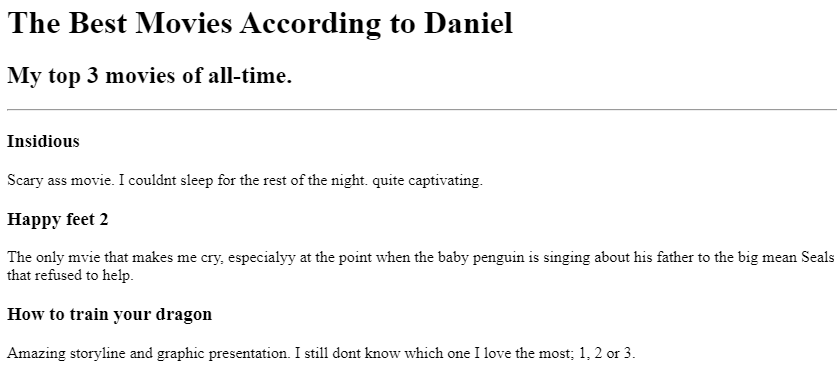 The Best Movies According to Daniel
My top 3 movies of all-time.
Insidious
Scary ass movie. I couldnt sleep for the rest of the night. quite captivating.
Happy feet 2
The only mvie that makes me cry, especialyy at the point when the baby penguin is singing about his father to the big mean Seals
that refused to help.
How to train your dragon
Amazing storyline and graphic presentation. I still dont know which one I love the most; 1, 2 or 3.